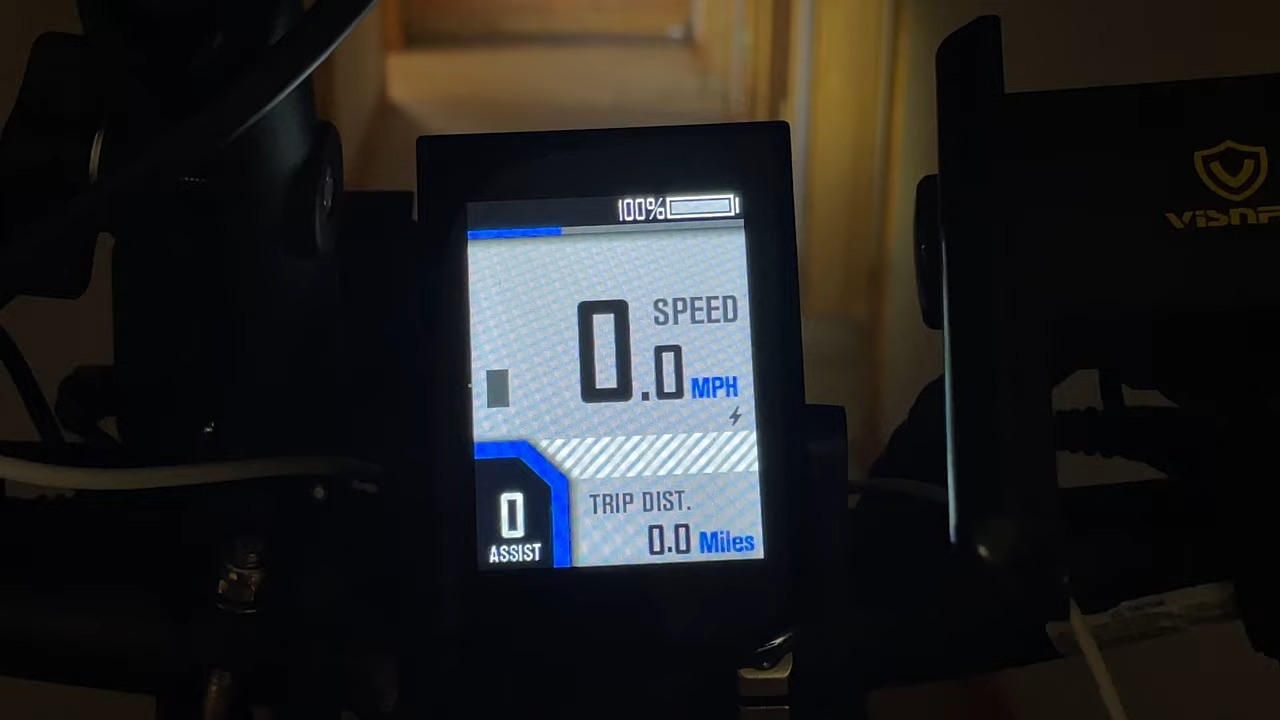 100%
SPEED
0.0 MPH
TRIP DIST.
0.0 Miles
0
ASSIST